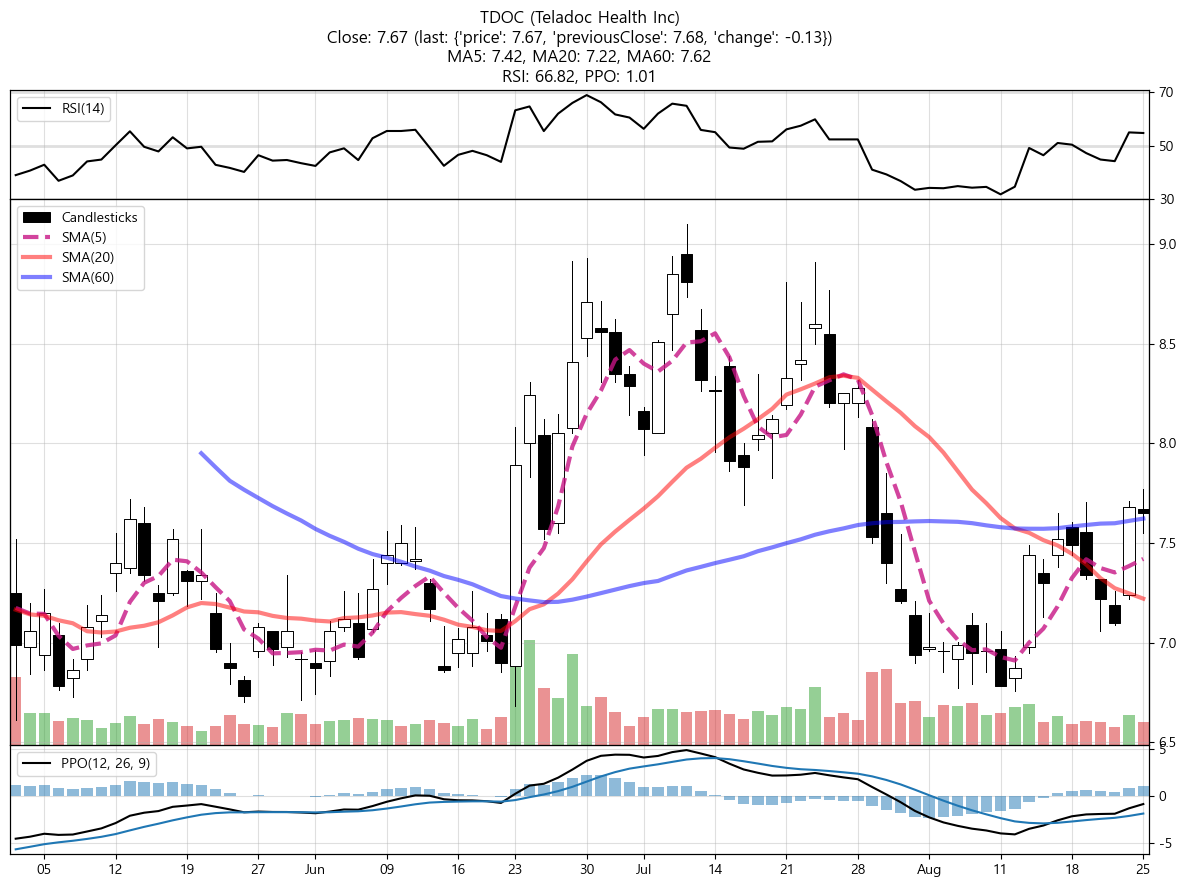 TDOC (Teladoc Health Inc)
Close: 7.67 (last: {'price': 7.67, 'previousClose': 7.68, 'change': -0.13})
MA5: 7.42, MA20: 7.22, MA60: 7.62
RSI: 66.82, PPO: 1.01
RSI(14)
70
50
30
Candlesticks
SMA(5)
SMA(20)
SMA(60)
9.0
8.5
8.0
7.5
7.0
6.5
PPO(12, 26, 9)
5
0
-5
05 12 19 27 Jun 09 16 23 30 Jul 14 21 28 Aug 11 18 25